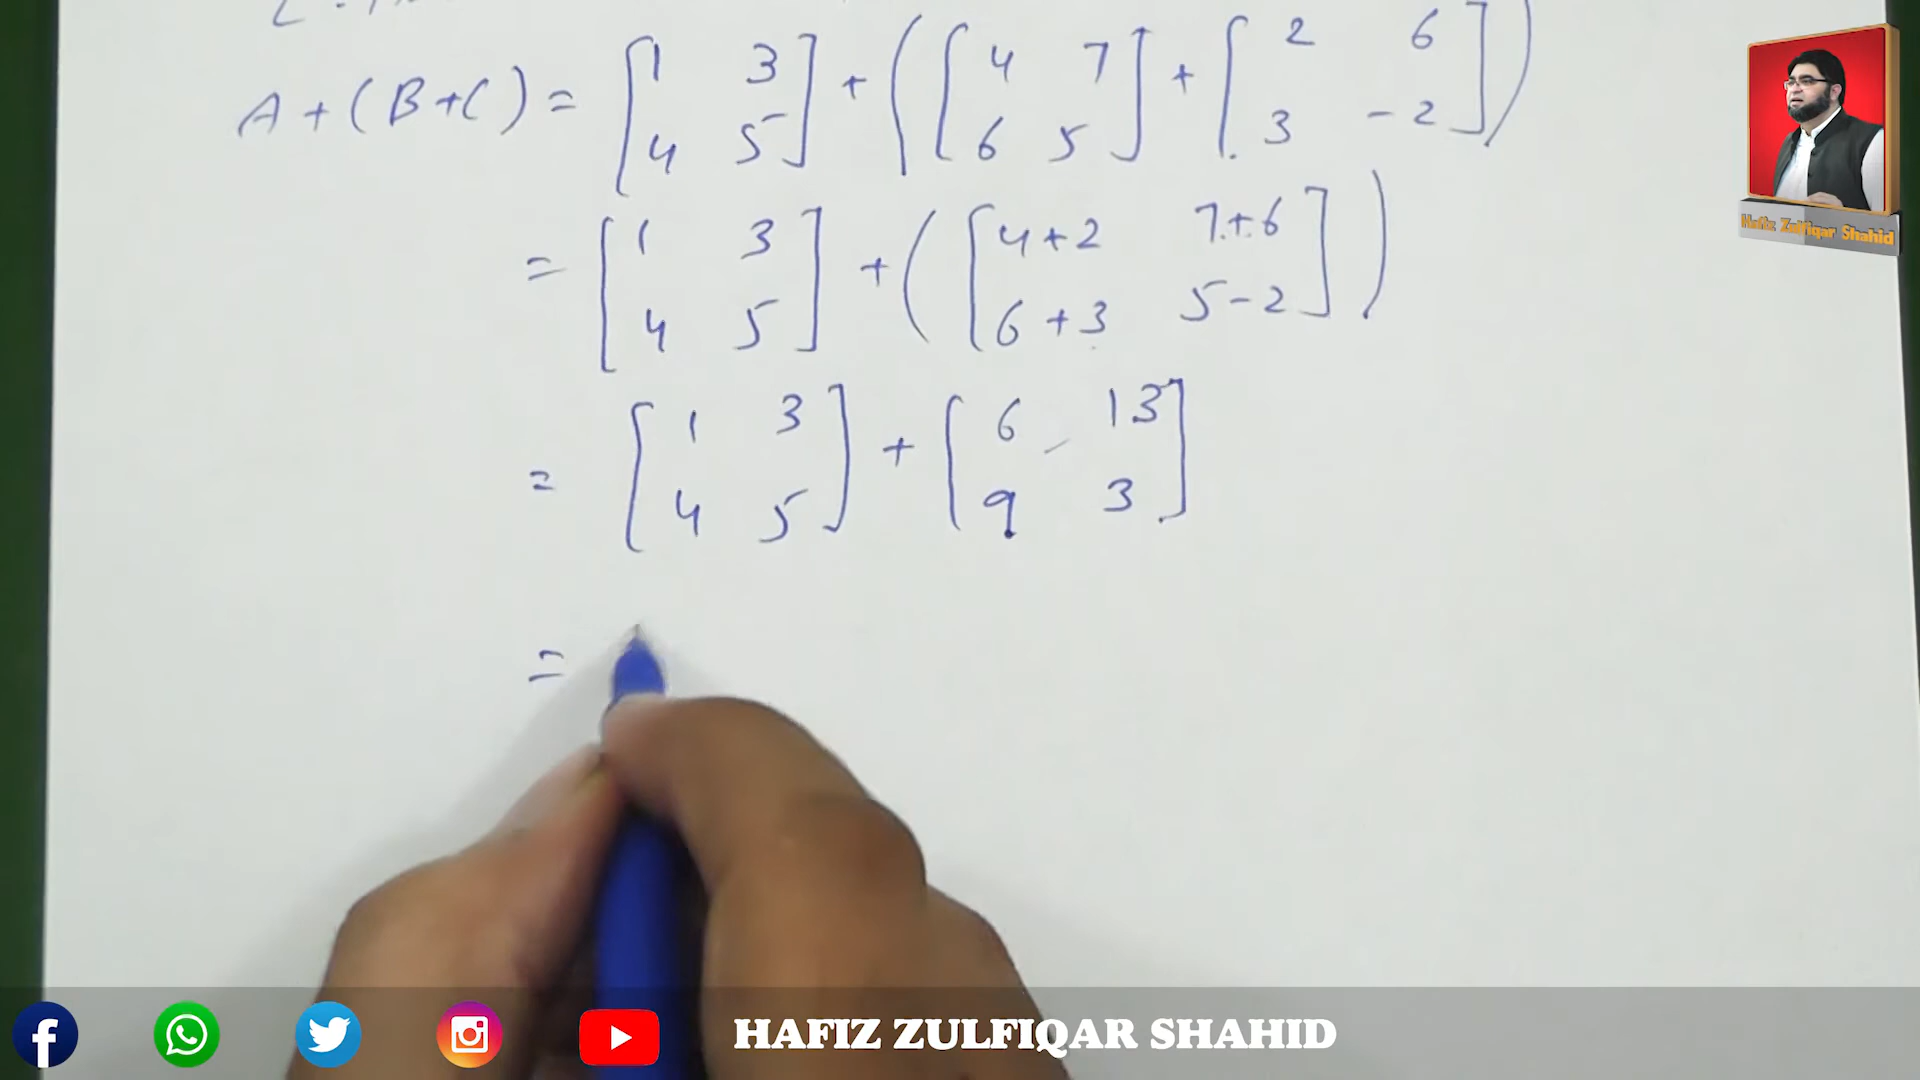 A+(B+C) = [1 3 + ([4 7] + [2 6])
4 5] 6 5 3 -2
= [1 3] + ([4+2 7+6])
4 5 6+3 5-2
= [1 3] + [6 13]
4 5 9 3
=
Hafiz Zulfiqar Shahid
HAFIZ ZULFIQAR SHAHID